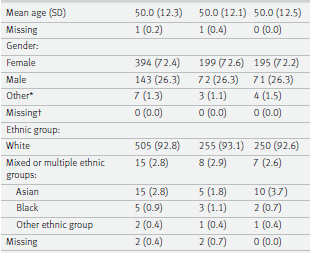 Mean age (SD) 50.0 (12.3) 50.0 (12.1) 50.0 (12.5)
Missing 1 (0.2) 1 (0.4) 0 (0.0)
Gender:
Female 394 (72.4) 199 (72.6) 195 (72.2)
Male 143 (26.3) 72 (26.3) 71 (26.3)
Other* 7 (1.3) 3 (1.1) 4 (1.5)
Missing† 0 (0.0) 0 (0.0) 0 (0.0)
Ethnic group:
White 505 (92.8) 255 (93.1) 250 (92.6)
Mixed or multiple ethnic 15 (2.8) 8 (2.9) 7 (2.6)
groups:
Asian 15 (2.8) 5 (1.8) 10 (3.7)
Black 5 (0.9) 3 (1.1) 2 (0.7)
Other ethnic group 2 (0.4) 1 (0.4) 1 (0.4)
Missing 2 (0.4) 2 (0.7) 0 (0.0)